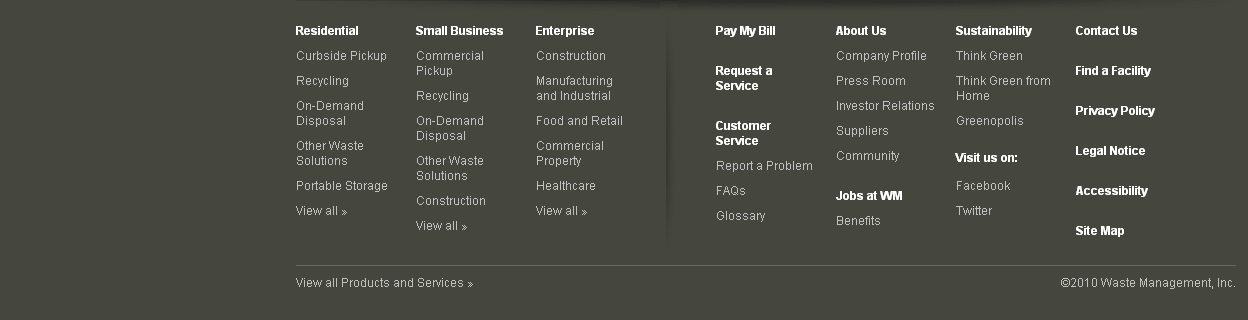 Residential
Curbside Pickup
Recycling
On-Demand
Disposal
Other Waste
Solutions
Portable Storage
View all »
Small Business
Commercial
Pickup
Recycling
On-Demand
Disposal
Other Waste
Solutions
Construction
View all »
Enterprise
Construction
Manufacturing
and Industrial
Food and Retail
Commercial
Property
Healthcare
View all »
Pay My Bill
Request a
Service
Customer
Service
Report a Problem
FAQs
Glossary
About Us
Company Profile
Press Room
Investor Relations
Suppliers
Community
Jobs at WM
Benefits
Sustainability
Think Green
Think Green from
Home
Greenopolis
Visit us on:
Facebook
Twitter
Contact Us
Find a Facility
Privacy Policy
Legal Notice
Accessibility
Site Map
View all Products and Services »
©2010 Waste Management, Inc.